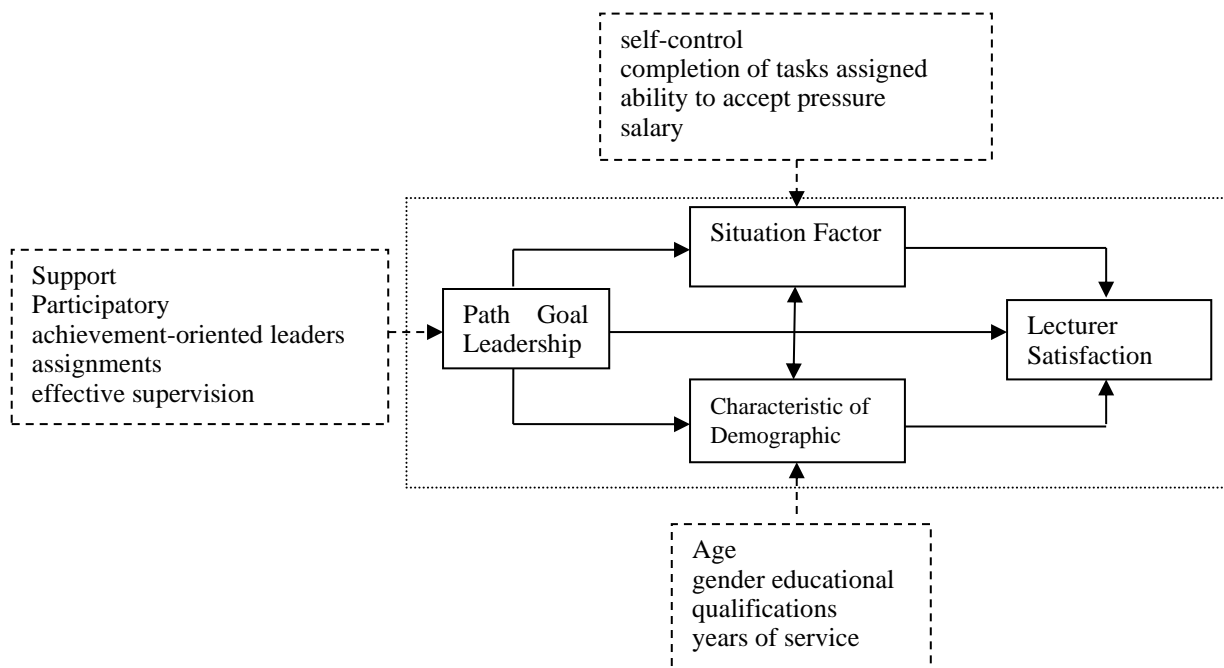 self-control
completion of tasks assigned
ability to accept pressure
salary
Situation Factor
Support
Participatory
achievement-oriented leaders
assignments
effective supervision
Path Goal
Leadership
Lecturer
Satisfaction
Characteristic of
Demographic
Age
gender educational
qualifications
years of service